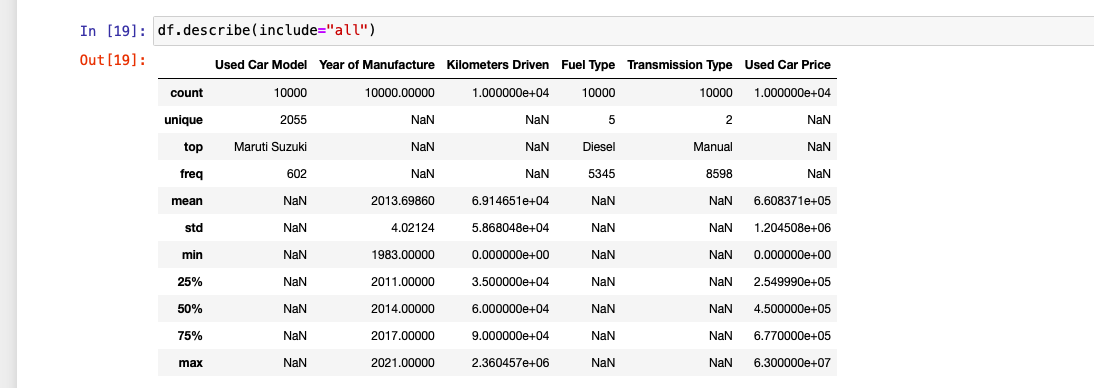 In [19]: df.describe(include="all")
Out[19]:
Used Car Model Year of Manufacture Kilometers Driven Fuel Type Transmission Type Used Car Price
count 10000 10000.00000 1.000000e+04 10000 10000 1.000000e+04
unique 2055 NaN NaN 5 2 NaN
top Maruti Suzuki NaN NaN Diesel Manual NaN
freq 602 NaN NaN 5345 8598 NaN
mean NaN 2013.69860 6.914651e+04 NaN NaN 6.608371e+05
std NaN 4.02124 5.868048e+04 NaN NaN 1.204508e+06
min NaN 1983.00000 0.000000e+00 NaN NaN 0.000000e+00
25% NaN 2011.00000 3.500000e+04 NaN NaN 2.549990e+05
50% NaN 2014.00000 6.000000e+04 NaN NaN 4.500000e+05
75% NaN 2017.00000 9.000000e+04 NaN NaN 6.770000e+05
max NaN 2021.00000 2.360457e+06 NaN NaN 6.300000e+07